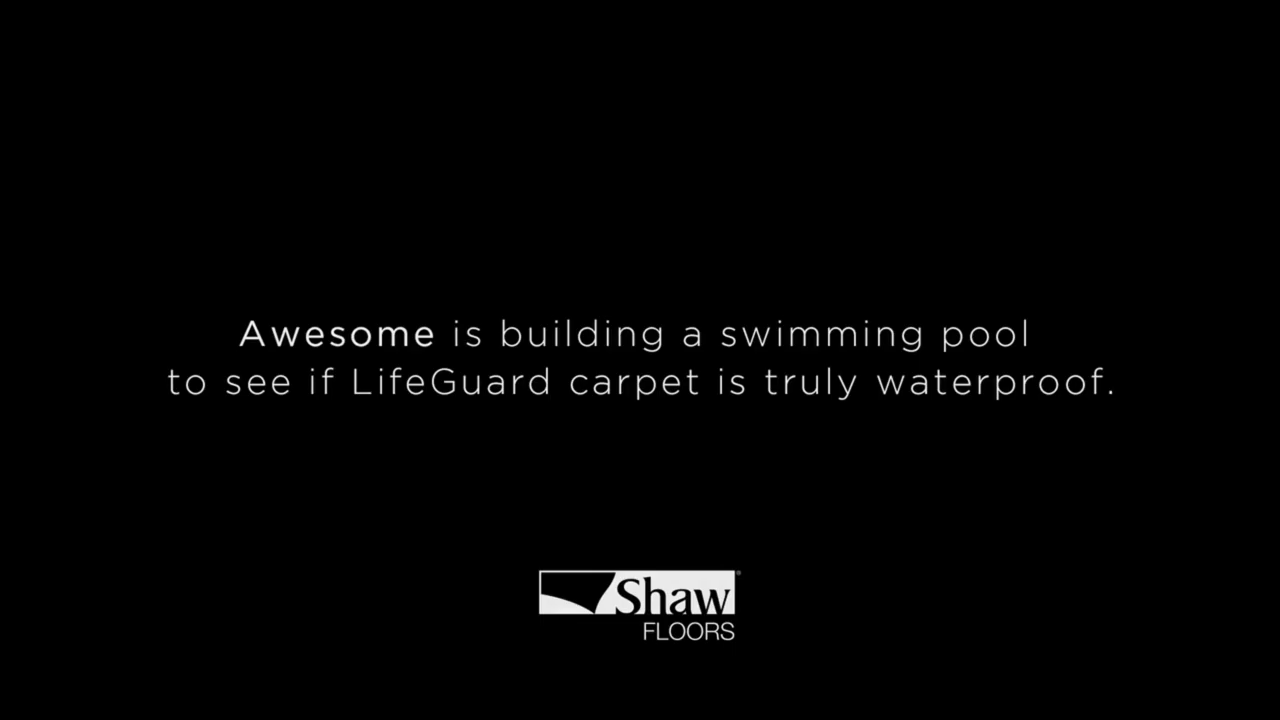 Awesome is building a swimming pool
to see if LifeGuard carpet is truly waterproof.
Shaw®
FLOORS